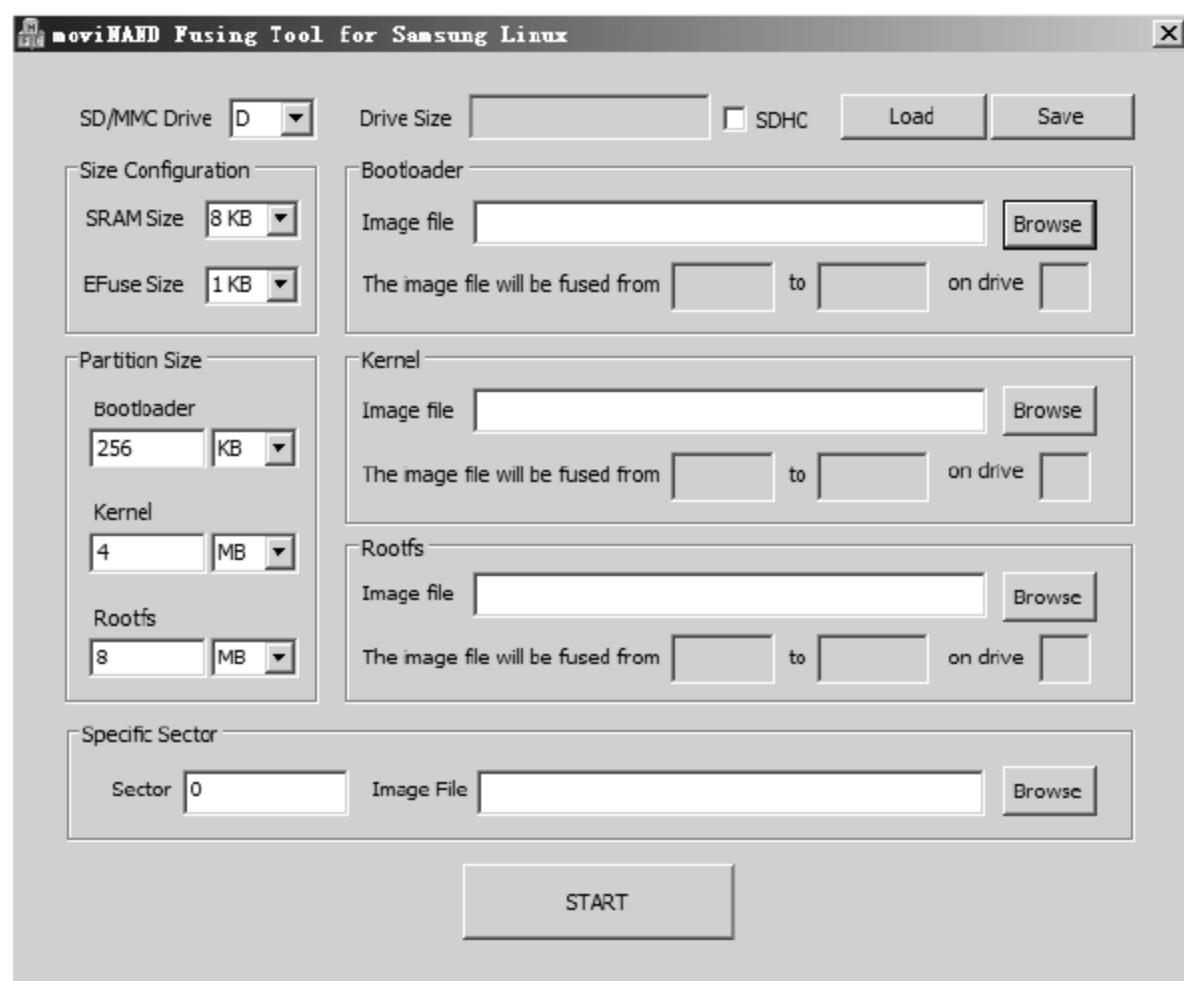 moviNAND Fusing Tool for Samsung Linux
SD/MMC Drive D Drive Size SDHC Load Save
Size Configuration
SRAM Size 8 KB
EFuse Size 1 KB
Bootloader
Image file Browse
The image file will be fused from to on drive
Partition Size
Bootloader
256 KB
Kernel
4 MB
Rootfs
8 MB
Kernel
Image file Browse
The image file will be fused from to on drive
Rootfs
Image file Browse
The image file will be fused from to on drive
Specific Sector
Sector 0 Image File Browse
START